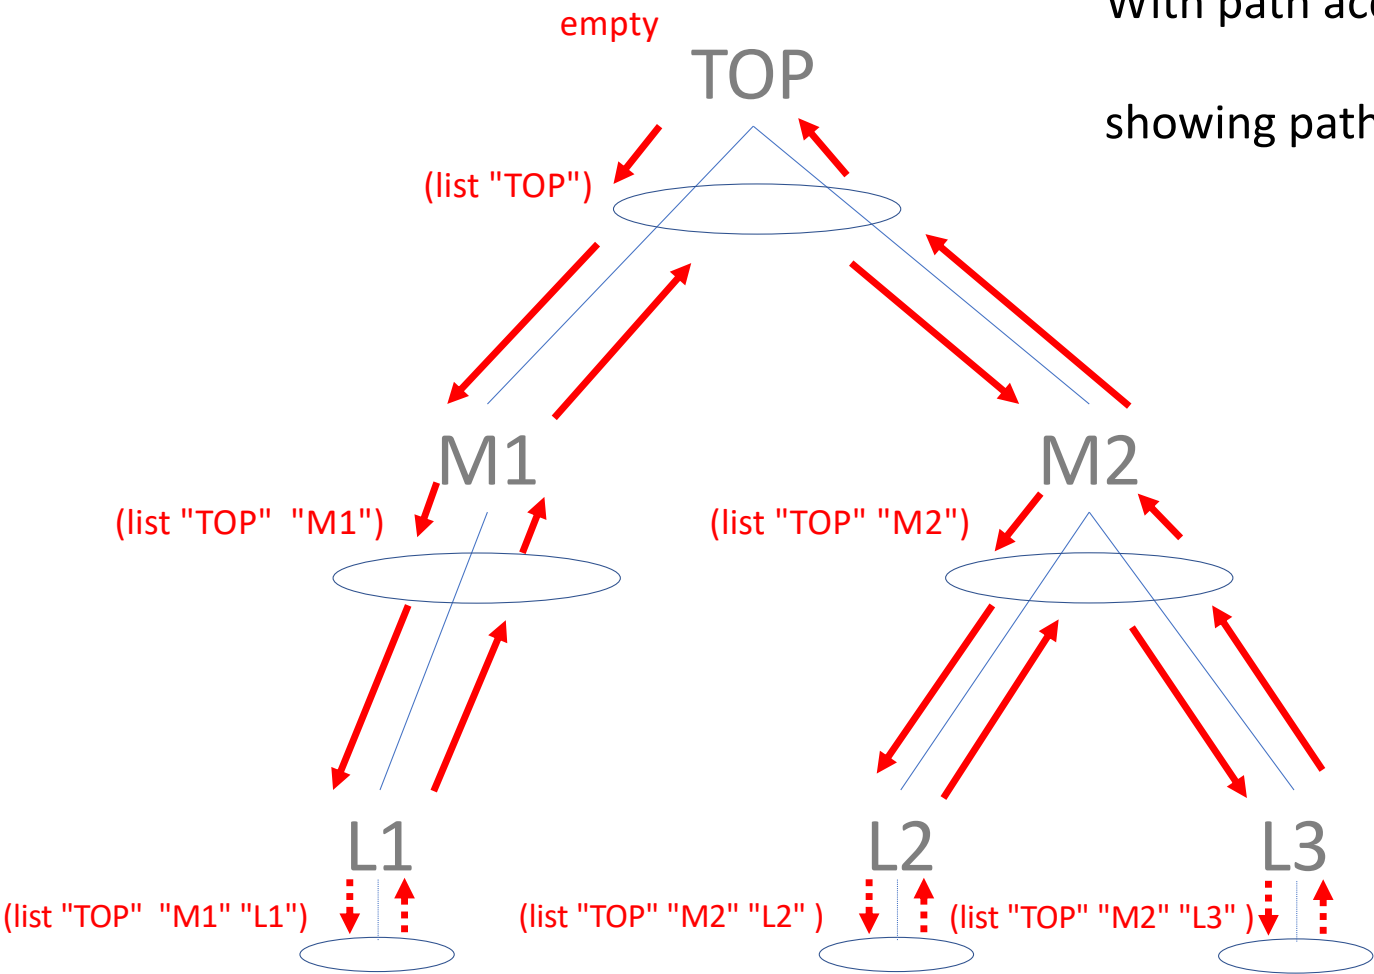 empty
With path
TOP
showing
(list "TOP")
M1
M2
(list "TOP"  "M1")
(list "TOP" "M2")
L1
L2
L3
(list "TOP"  "M1" "L1")
(list "TOP" "M2" "L2" )
(list "TOP" "M2" "L3" )